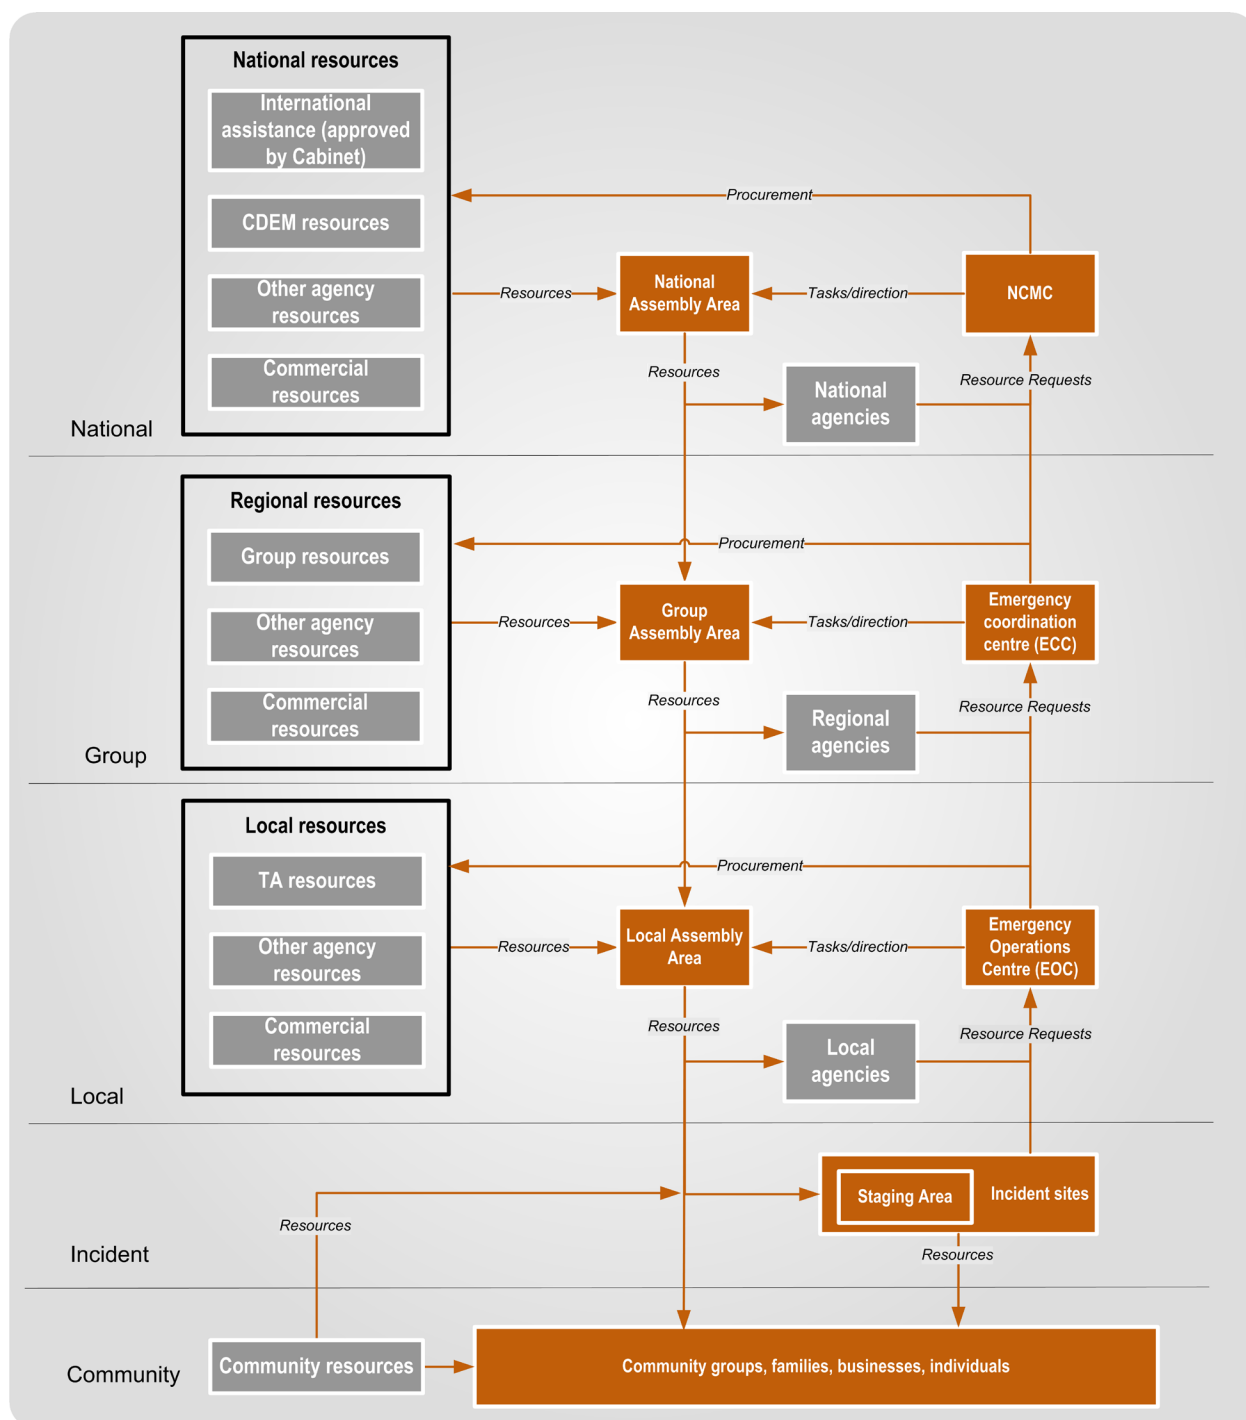 National resources
International
assistance (approved
by Cabinet)
CDEM resources
Procurement
National
Assembly Area
NCMC
Other agency
resources
Resources
Tasks/direction
Commercial
resources
Resources
National
agencies
Resource Requests
National
Regional resources
Group resources
Procurement
Other agency
resources
Resources
Group
Assembly Area
Tasks/direction
Emergency
coordination
centre (ECC)
Commercial
resources
Resources
Regional
agencies
Resource Requests
Group
Local resources
TA resources
Procurement
Other agency
resources
Resources
Local Assembly
Area
Tasks/direction
Emergency
Operations
Centre (EOC)
Commercial
resources
Resources
Local
agencies
Resource Requests
Local
Staging Area
Incident sites
Resources
Resources
Incident
Community resources
Community groups, families, businesses, individuals
Community